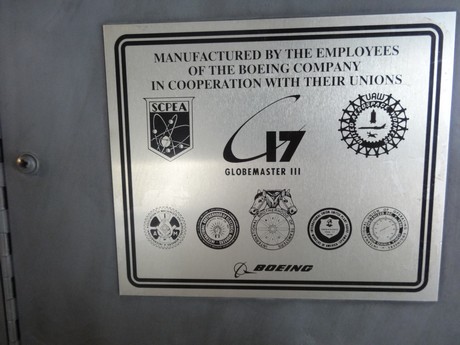 MANUFACTURED BY THE EMPLOYEES
OF THE BOEING COMPANY
IN COOPERATION WITH THEIR UNIONS
SCPEA
UAW
C17
GLOBEMASTER III
BOEING